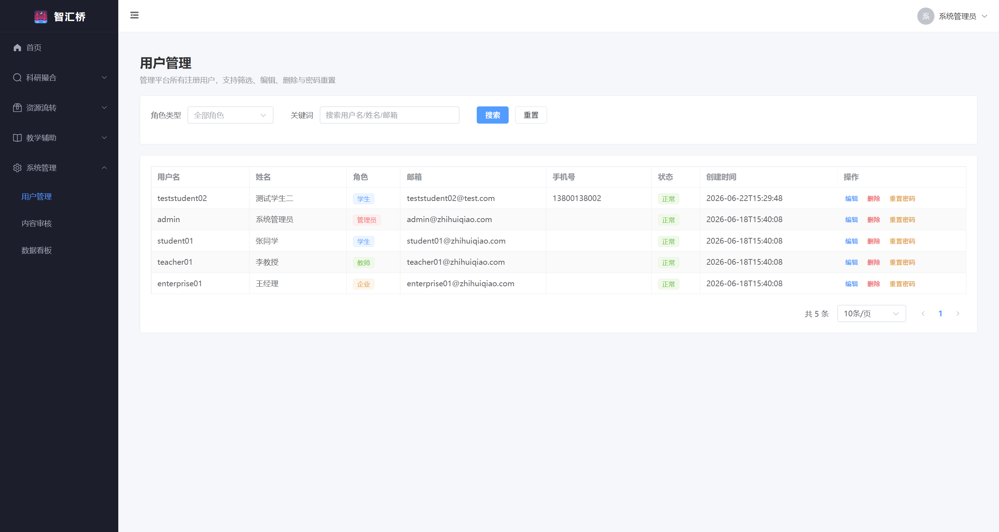 智汇桥
系 系统管理员
首页
科研撮合
资源流转
教学辅助
系统管理
用户管理
内容审核
数据看板
用户管理
管理平台所有注册用户，支持筛选、编辑、删除与密码重置
角色类型 全部角色 关键词 搜索用户名/姓名/邮箱 搜索 重置
用户名 姓名 角色 邮箱 手机号 状态 创建时间 操作
teststudent02 测试学生二 学生 teststudent02@test.com 13800138002 正常 2026-06-22T15:29:48 编辑 删除 重置密码
admin 系统管理员 管理员 admin@zhihuiqiao.com 正常 2026-06-18T15:40:08 编辑 删除 重置密码
student01 张同学 学生 student01@zhihuiqiao.com 正常 2026-06-18T15:40:08 编辑 删除 重置密码
teacher01 李教授 教师 teacher01@zhihuiqiao.com 正常 2026-06-18T15:40:08 编辑 删除 重置密码
enterprise01 王经理 企业 enterprise01@zhihuiqiao.com 正常 2026-06-18T15:40:08 编辑 删除 重置密码
共 5 条 10条/页 1